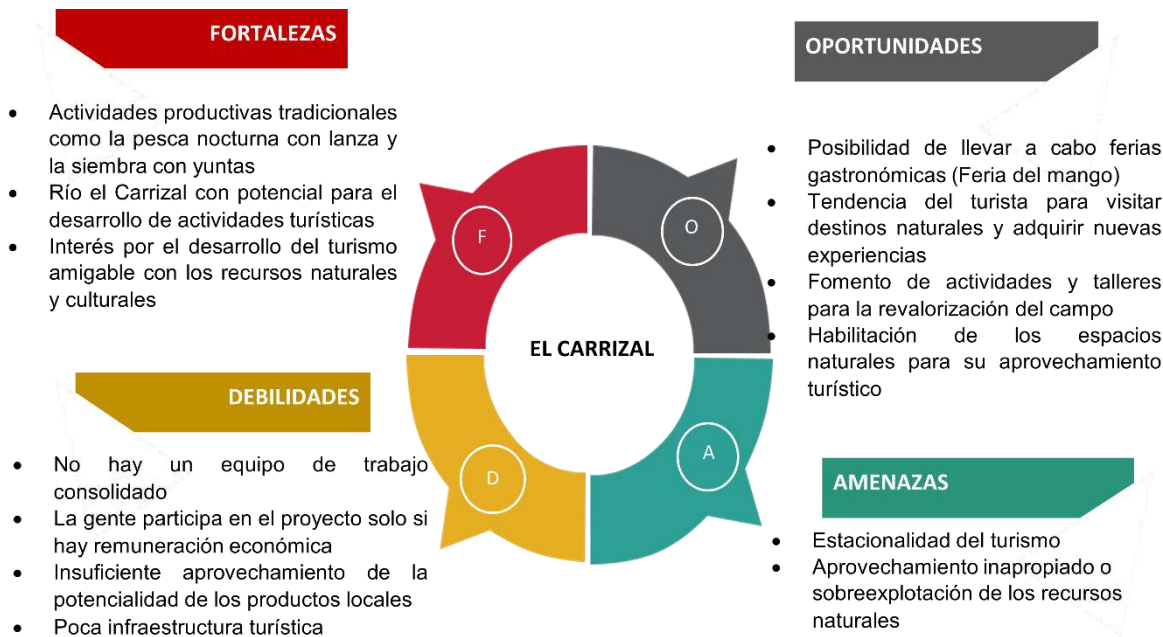 FORTALEZAS
• Actividades productivas tradicionales
como la pesca nocturna con lanza y
la siembra con yuntas
• Río el Carrizal con potencial para el
desarrollo de actividades turísticas
• Interés por el desarrollo del turismo
amigable con los recursos naturales
y culturales
OPORTUNIDADES
• Posibilidad de llevar a cabo ferias
gastronómicas (Feria del mango)
• Tendencia del turista para visitar
destinos naturales y adquirir nuevas
experiencias
• Fomento de actividades y talleres
para la revalorización del campo
• Habilitación de los espacios
naturales para su aprovechamiento
turístico
F
O
EL CARRIZAL
D
A
DEBILIDADES
• No hay un equipo de trabajo
consolidado
• La gente participa en el proyecto solo si
hay remuneración económica
• Insuficiente aprovechamiento de la
potencialidad de los productos locales
• Poca infraestructura turística
AMENAZAS
• Estacionalidad del turismo
• Aprovechamiento inapropiado o
sobreexplotación de los recursos
naturales